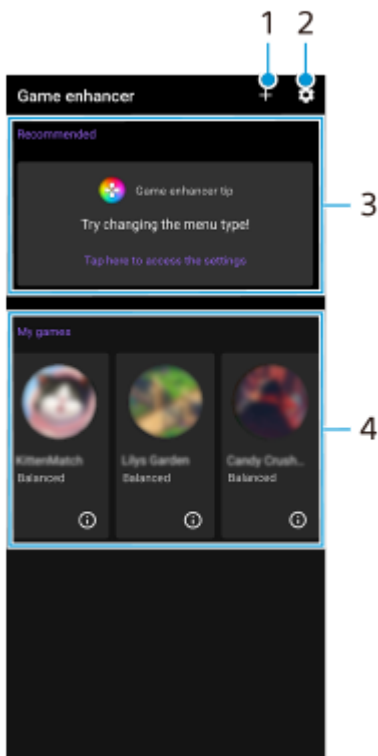 1 2
Game enhancer
Recommended
Game enhancer tip
3
Try changing the menu type!
Tap here to access the settings
My games
4
KittenMatch Lilys Garden Candy Crush...
Balanced Balanced Balanced